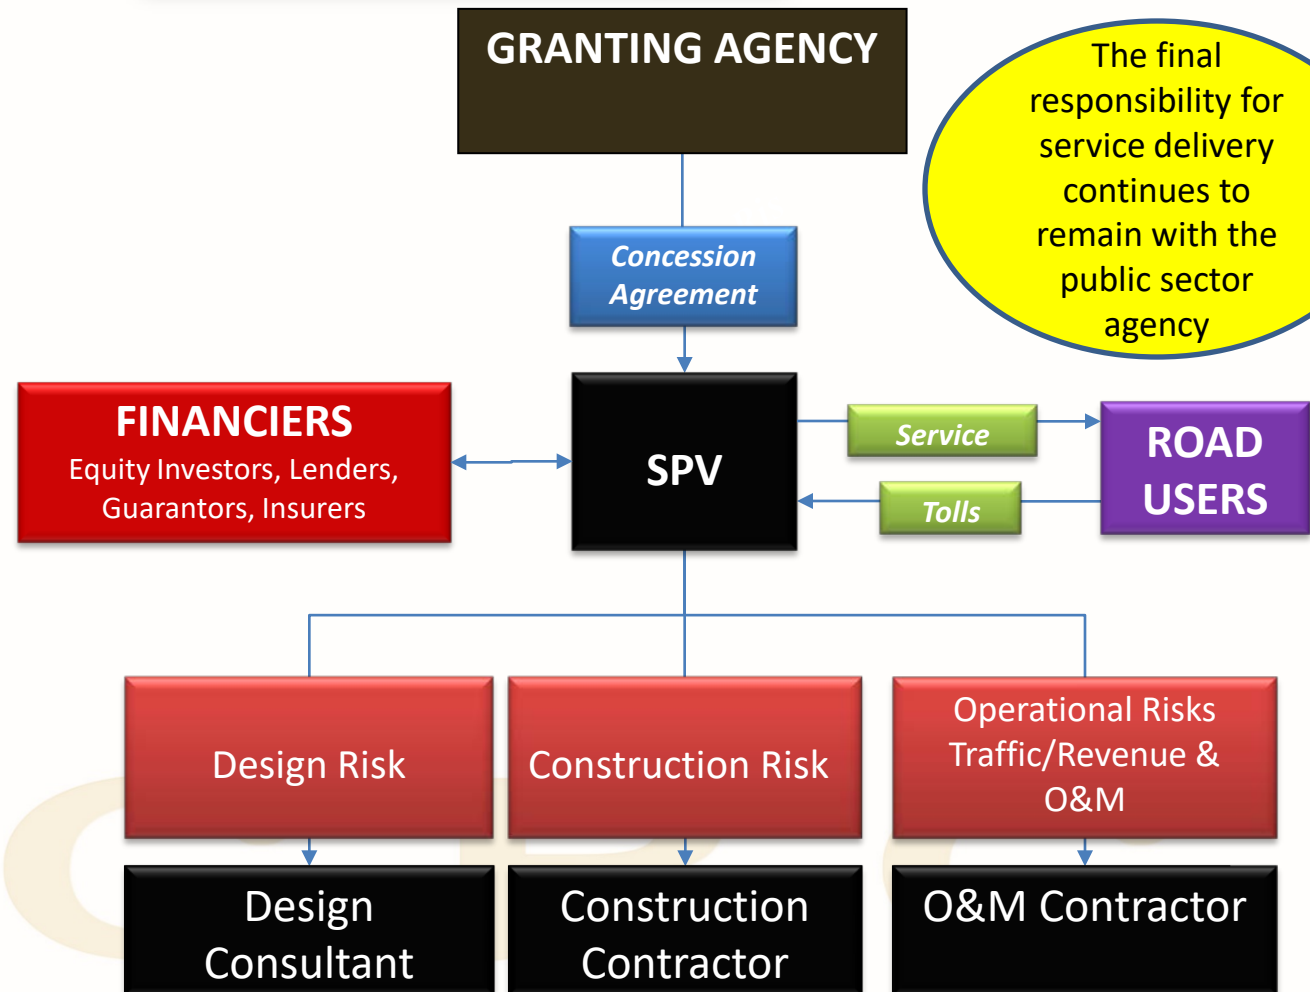 GRANTING AGENCY
The final
responsibility for
service delivery
continues to
remain with the
public sector
agency
Concession
Agreement
FINANCIERS
Equity Investors, Lenders,
Guarantors, Insurers
SPV
Service
Tolls
ROAD
USERS
Design Risk
Construction Risk
Operational Risks
Traffic/Revenue &
O&M
Design
Consultant
Construction
Contractor
O&M Contractor